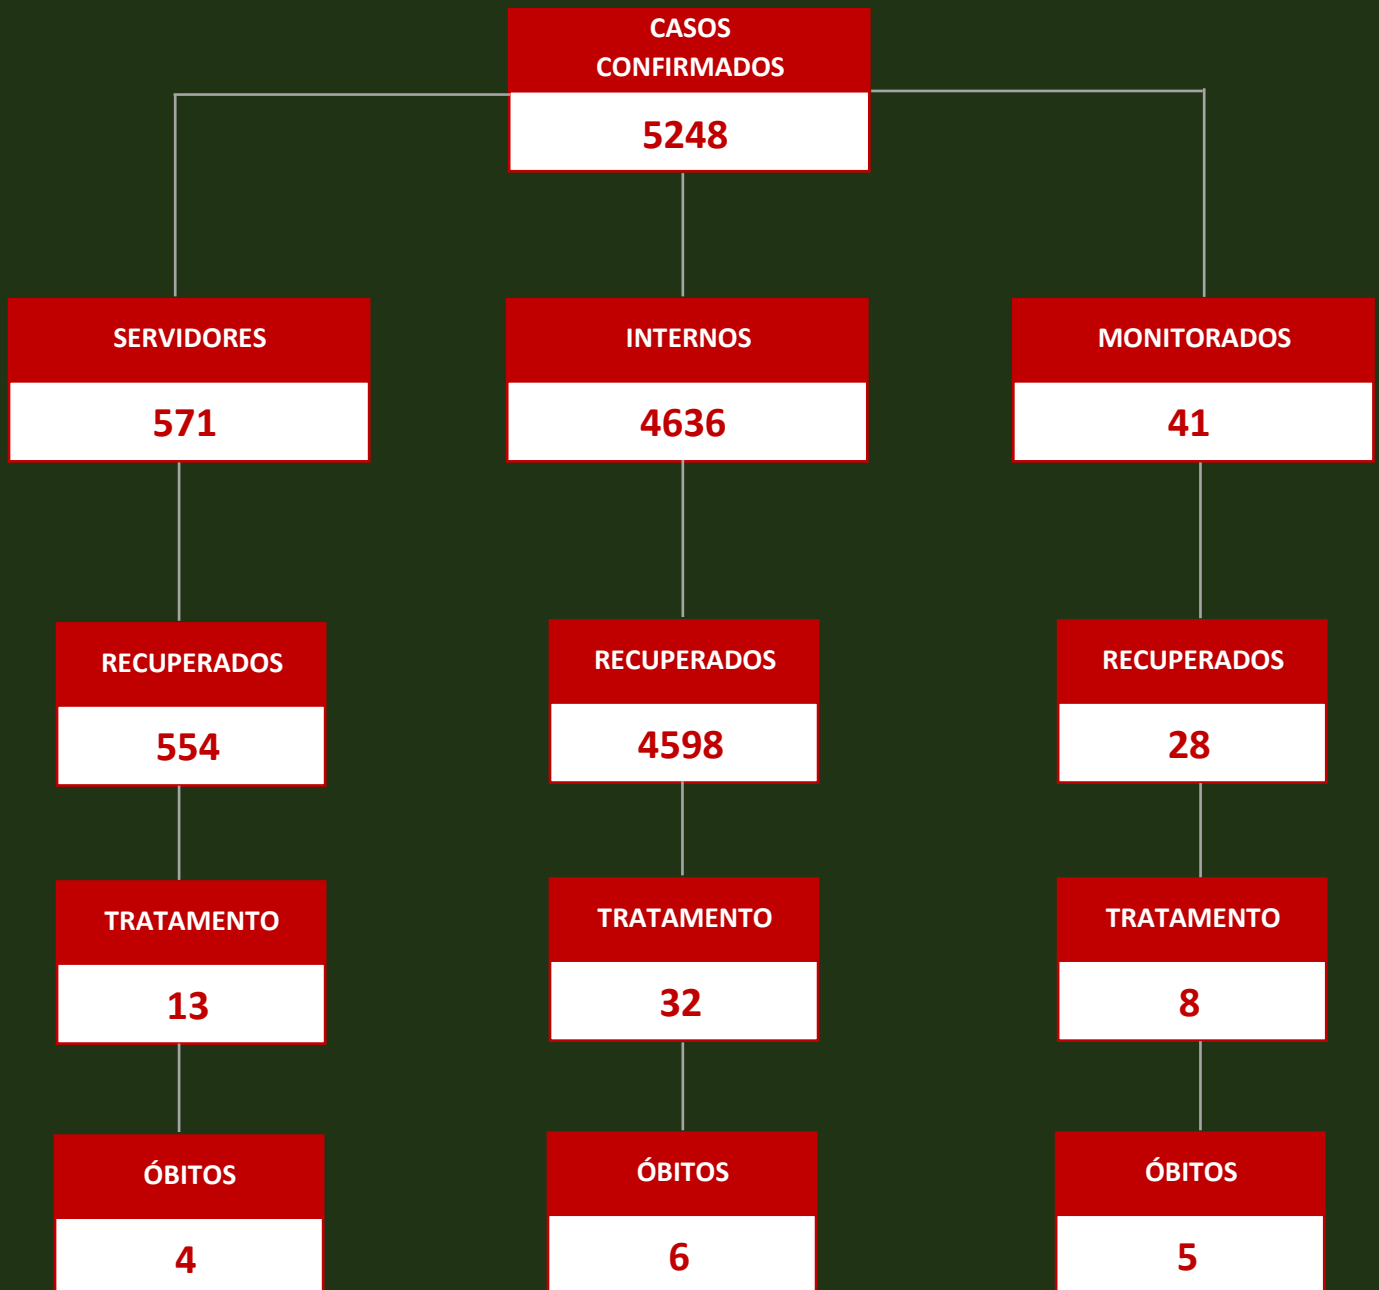 CASOS
CONFIRMADOS
5248
SERVIDORES
571
INTERNOS
4636
MONITORADOS
41
RECUPERADOS
554
RECUPERADOS
4598
RECUPERADOS
28
TRATAMENTO
13
TRATAMENTO
32
TRATAMENTO
8
ÓBITOS
4
ÓBITOS
6
ÓBITOS
5